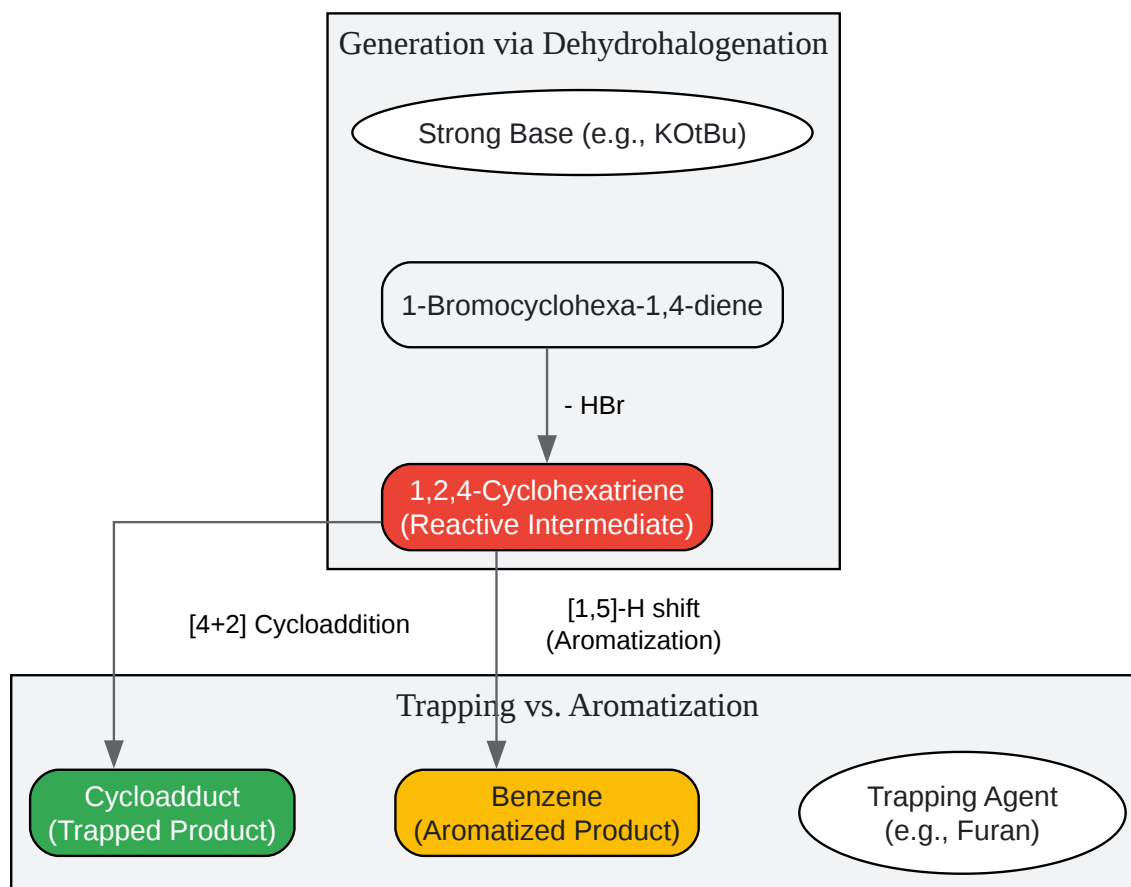 Generation via Dehydrohalogenation
Strong Base (e.g., KOtBu)
1-Bromocyclohexa-1,4-diene
- HBr
1,2,4-Cyclohexatriene
(Reactive Intermediate)
[4+2] Cycloaddition
[1,5]-H shift
(Aromatization)
Trapping vs. Aromatization
Cycloadduct
(Trapped Product)
Benzene
(Aromatized Product)
Trapping Agent
(e.g., Furan)